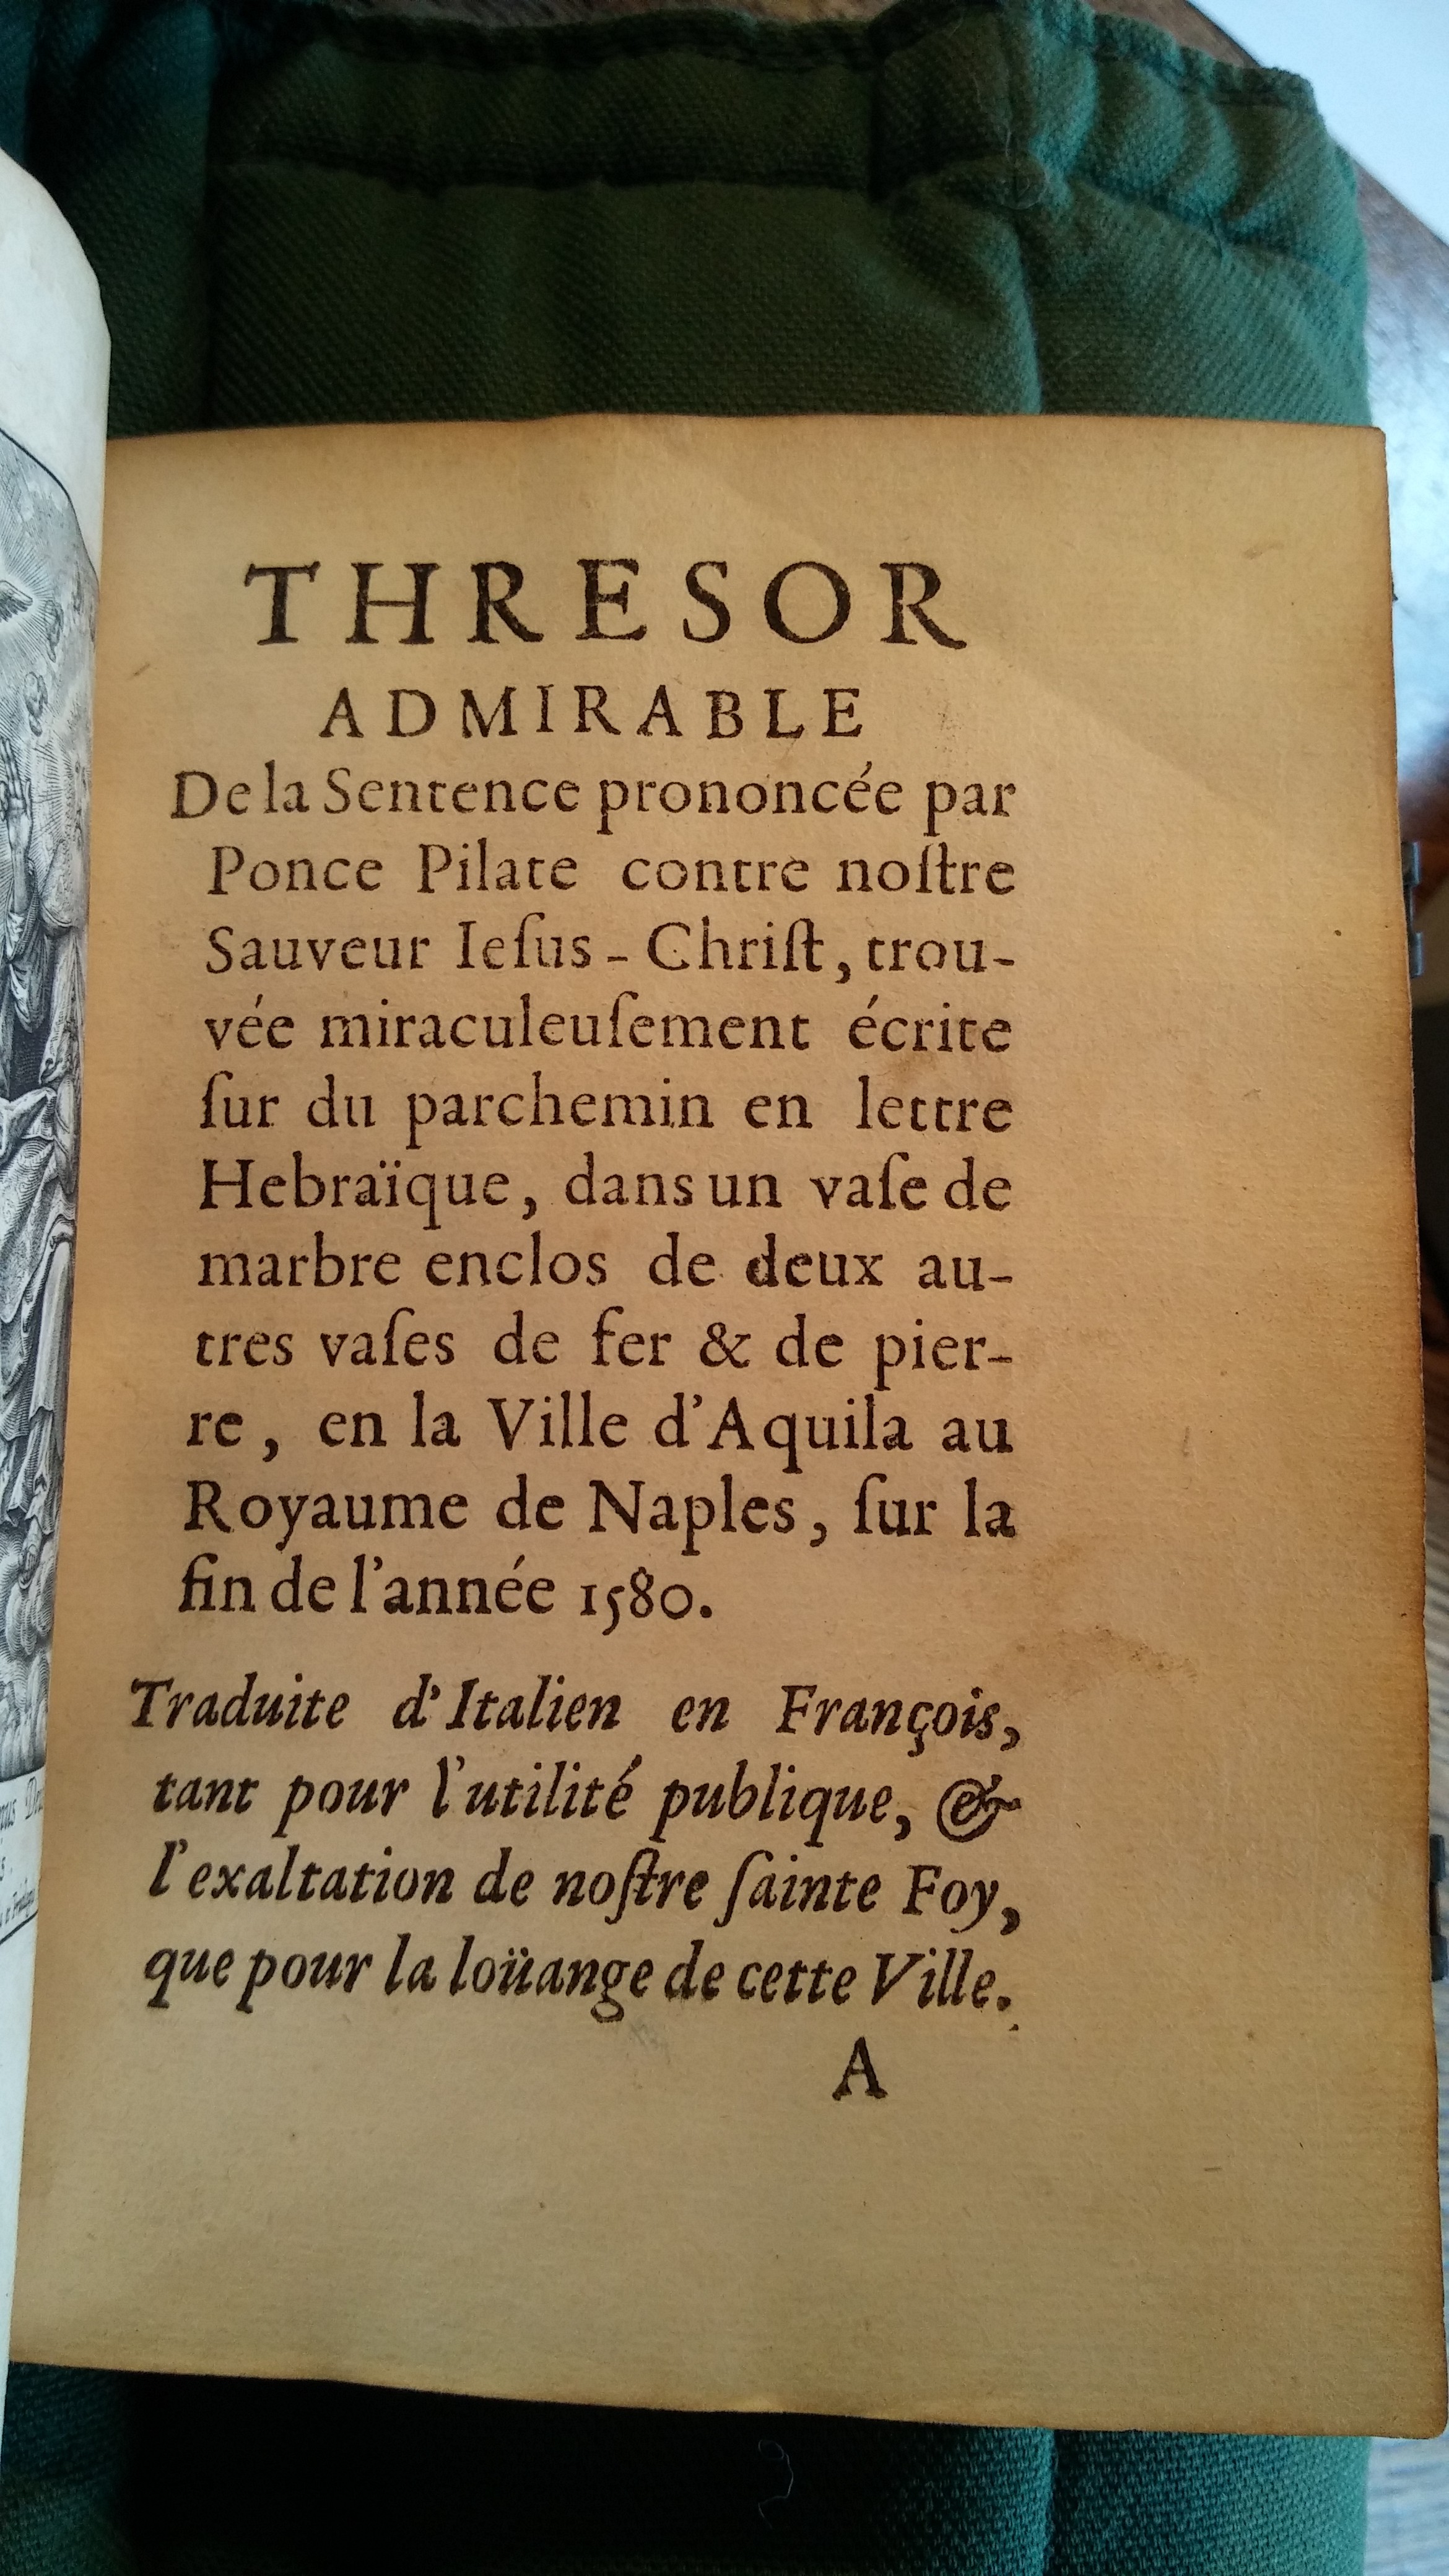 THRESOR
ADMIRABLE
De la Sentence prononcée par
Ponce Pilate contre noſtre
Sauveur Ieſus-Chriſt, trou-
vée miraculeuſement écrite
ſur du parchemin en lettre
Hebraïque, dans un vaſe de
marbre enclos de deux au-
tres vaſes de fer & de pier-
re, en la Ville d'Aquila au
Royaume de Naples, ſur la
fin de l'année 1580.
Traduite d'Italien en François,
tant pour l'utilité publique, &
l'exaltation de noſtre ſainte Foy,
que pour la loüange de cette Ville.
A